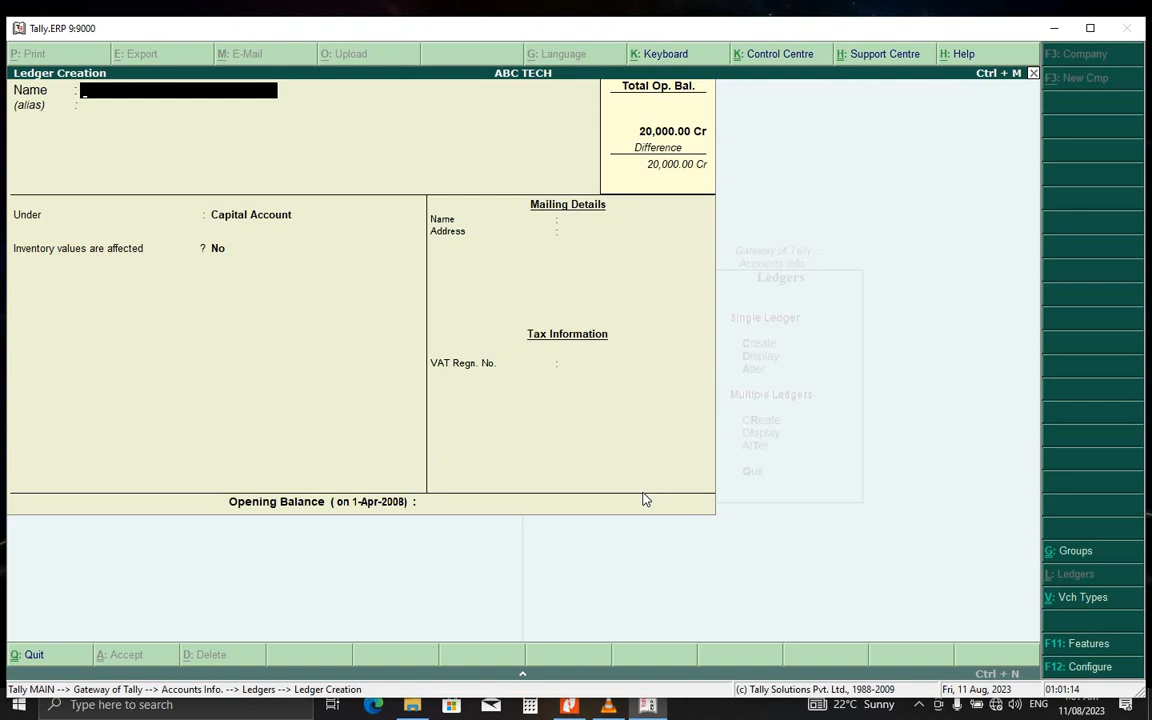 Tally.ERP 9:9000
P: Print
E: Export
M: E-Mail
O: Upload
G: Language
K: Keyboard
K: Control Centre
H: Support Centre
H: Help
F3: Company
Ledger Creation
ABC TECH
Ctrl + M
F3: New Cmp
Name :
(alias) :
Total Op. Bal.
20,000.00 Cr
Difference
20,000.00 Cr
Under : Capital Account
Inventory values are affected ? No
Mailing Details
Name :
Address :
Tax Information
VAT Regn. No. :
Gateway of Tally ...
Accounts Info.
Ledgers
Single Ledger
Create
Display
Alter
Multiple Ledgers
CReate
DIsplay
AlTer
Quit
Opening Balance ( on 1-Apr-2008) :
G: Groups
L: Ledgers
V: Vch Types
F11: Features
F12: Configure
Q: Quit
A: Accept
D: Delete
Ctrl + N
Tally MAIN --> Gateway of Tally --> Accounts Info. --> Ledgers --> Ledger Creation
(c) Tally Solutions Pvt. Ltd., 1988-2009
Fri, 11 Aug, 2023
01:01:14
Type here to search
22°C Sunny
ENG
11/08/2023